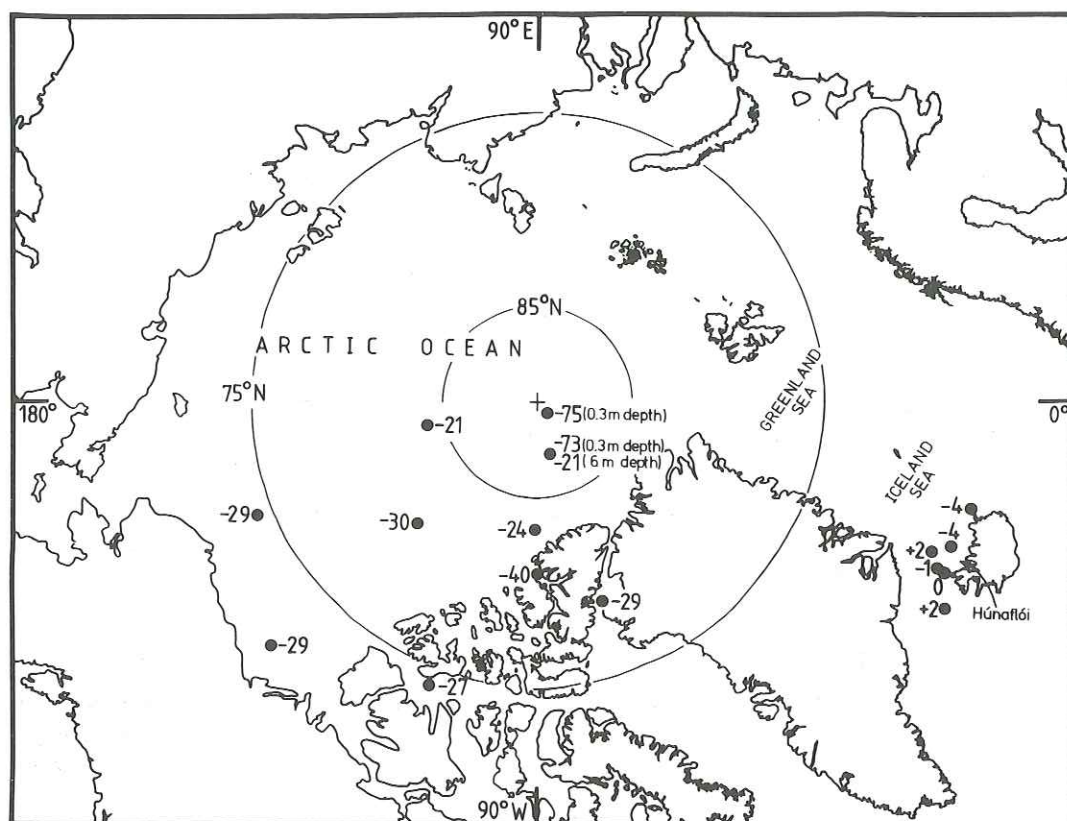 90°E
85°N
ARCTIC OCEAN
75°N
180°
0°
GREENLAND
SEA
-75(0.3m depth)
-21
-73(0.3m depth)
-21(6m depth)
ICELAND
SEA
-29
-30
-24
-4
-4
+2
-1
0
-40
-29
+2
Húnaflói
-29
-27
90°W